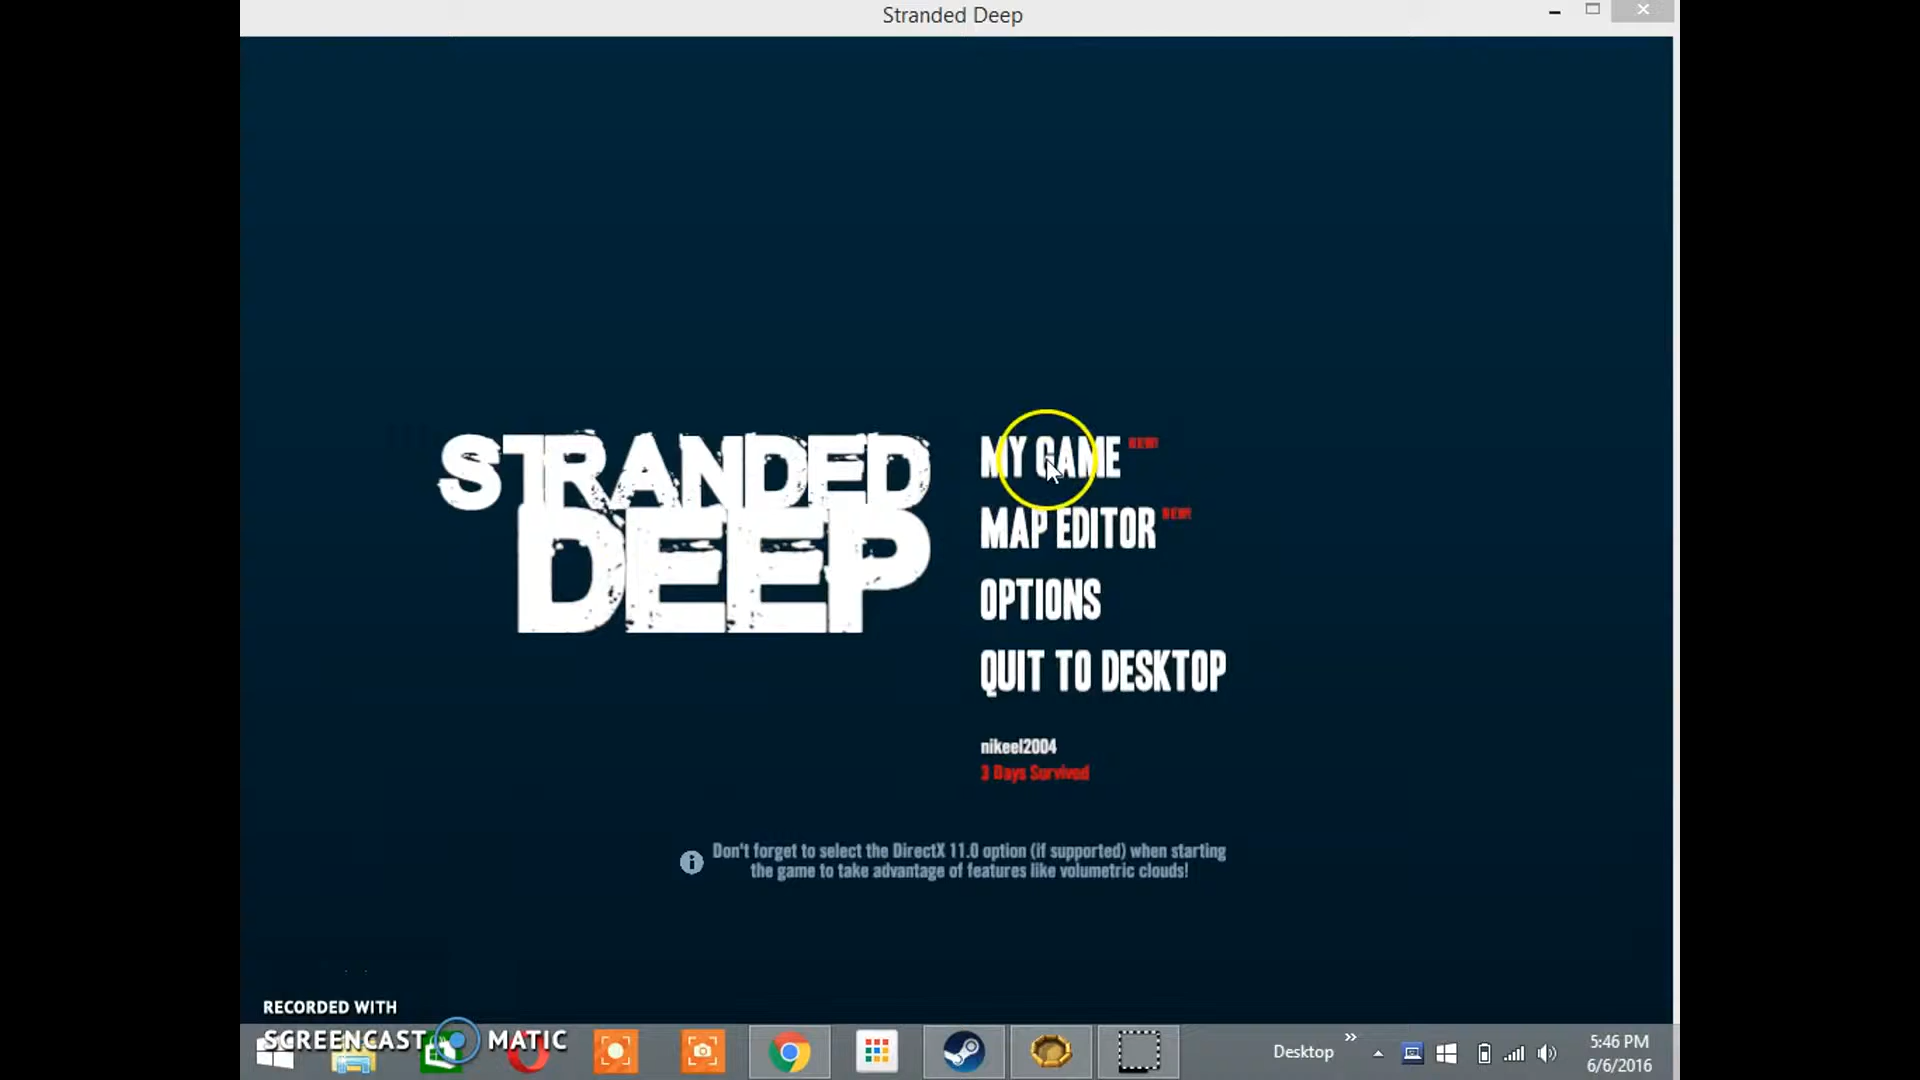 Stranded Deep
STRANDED
DEEP
MY GAME NEW!
MAP EDITOR NEW!
OPTIONS
QUIT TO DESKTOP
nikeel2004
3 Days Survived
Don't forget to select the DirectX 11.0 option (if supported) when starting
the game to take advantage of features like volumetric clouds!
RECORDED WITH
SCREENCAST MATIC
Desktop
5:46 PM
6/6/2016